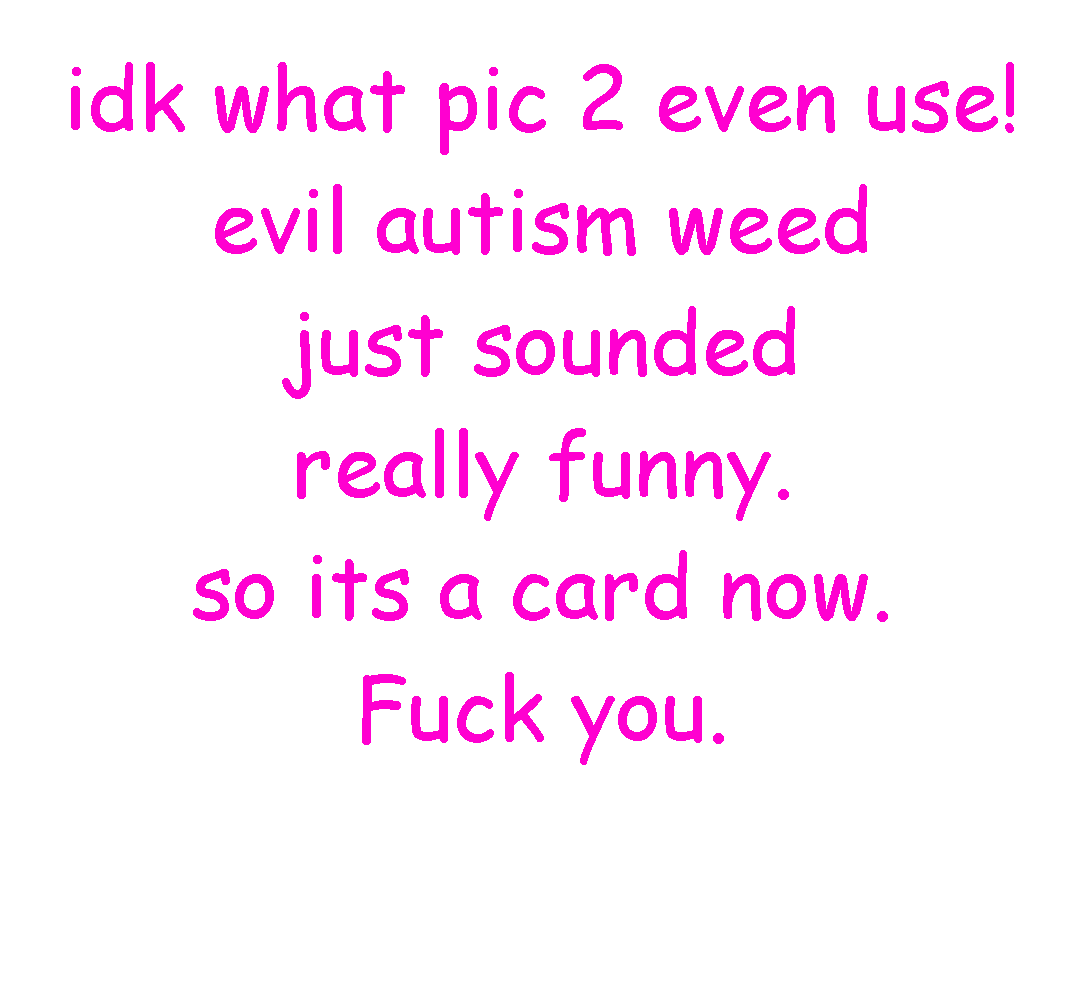 idk what pic 2 even use!
evil autism weed
just sounded
really funny.
so its a card now.
Fuck you.